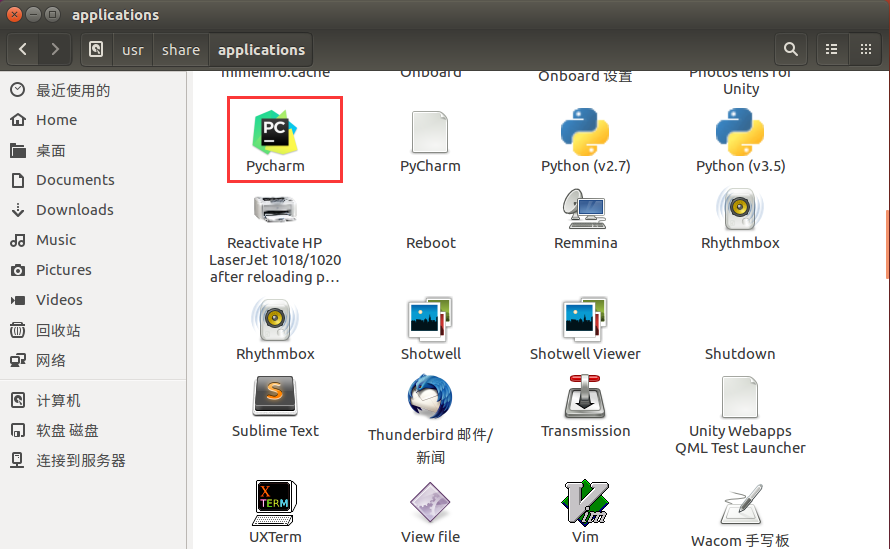 applications
usr share applications
最近使用的
Home
桌面
Documents
Downloads
Music
Pictures
Videos
回收站
网络
计算机
软盘 磁盘
连接到服务器
mimeinfo.cache
Onboard
Onboard 设置
Photos lens for
Unity
PC
Pycharm
PyCharm
Python (v2.7)
Python (v3.5)
Reactivate HP
LaserJet 1018/1020
after reloading p...
Reboot
Remmina
Rhythmbox
Rhythmbox
Shotwell
Shotwell Viewer
Shutdown
S
Sublime Text
Thunderbird 邮件/
新闻
Transmission
Unity Webapps
QML Test Launcher
X
TERM
UXTerm
View file
Vim
Vim
Wacom 手写板